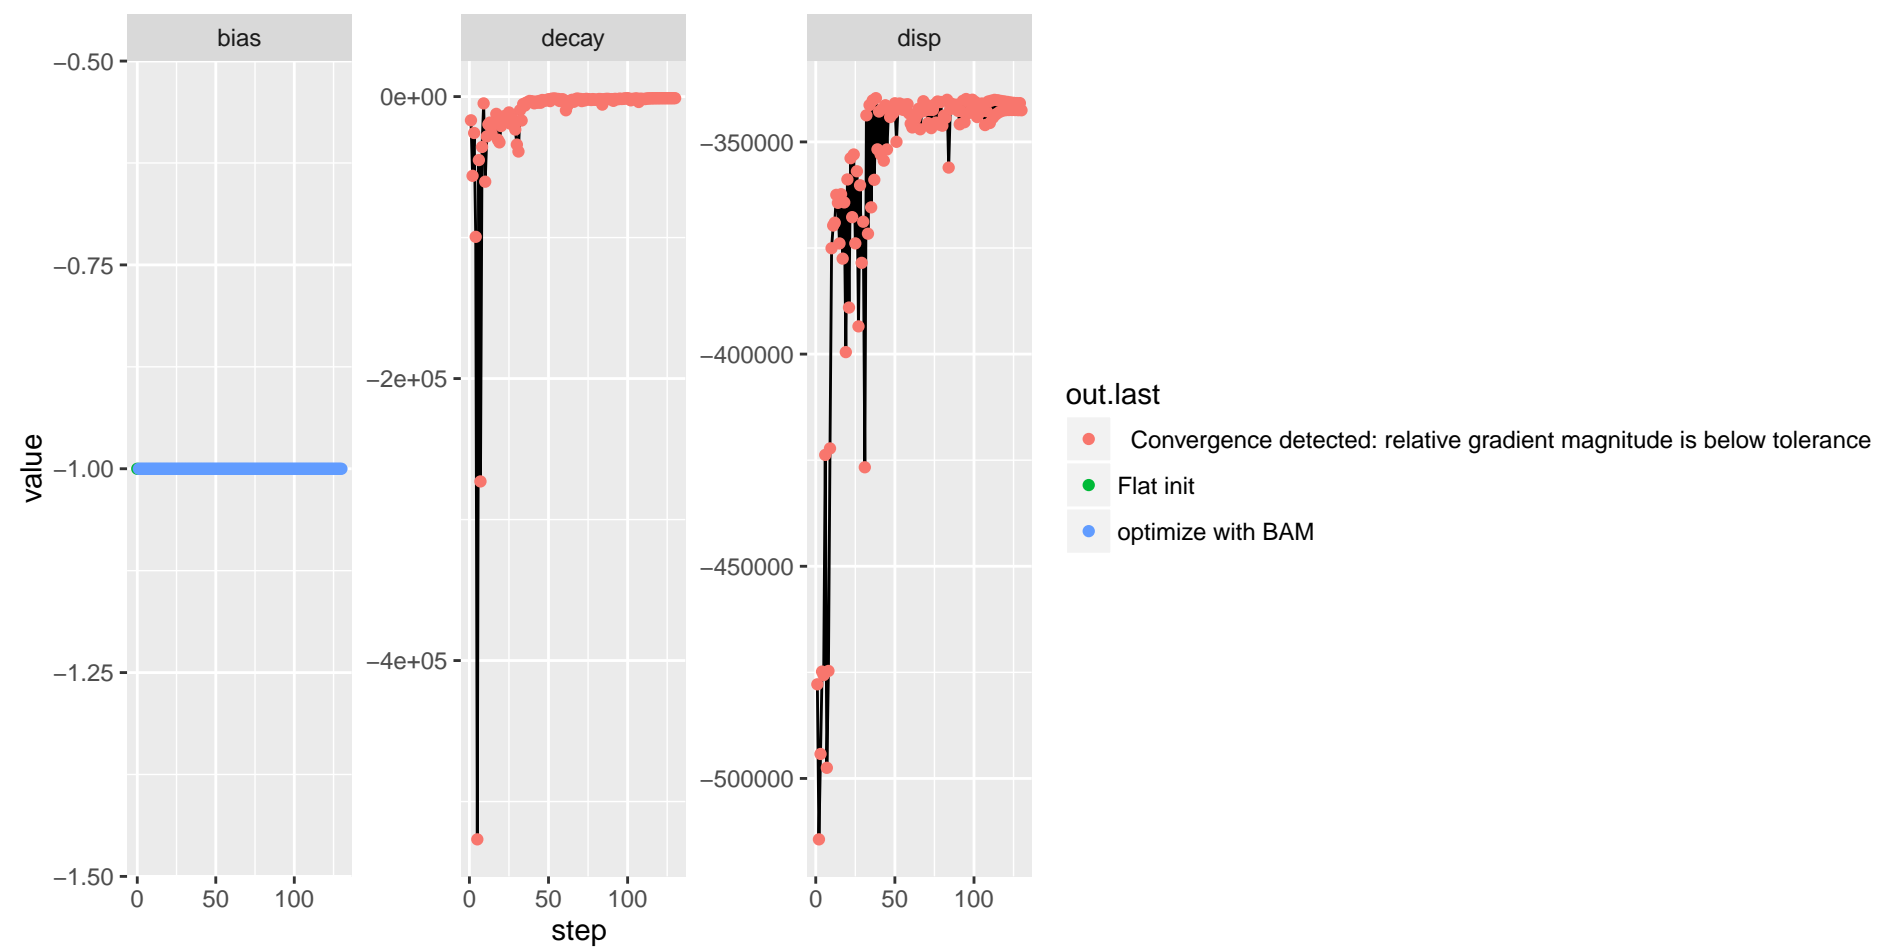 bias
decay
disp
value
−0.50
−0.75
−1.00
−1.25
−1.50
0
50
100
0e+00
−2e+05
−4e+05
0
50
100
−350000
−400000
−450000
−500000
0
50
100
step
out.last
Convergence detected: relative gradient magnitude is below tolerance
Flat init
optimize with BAM